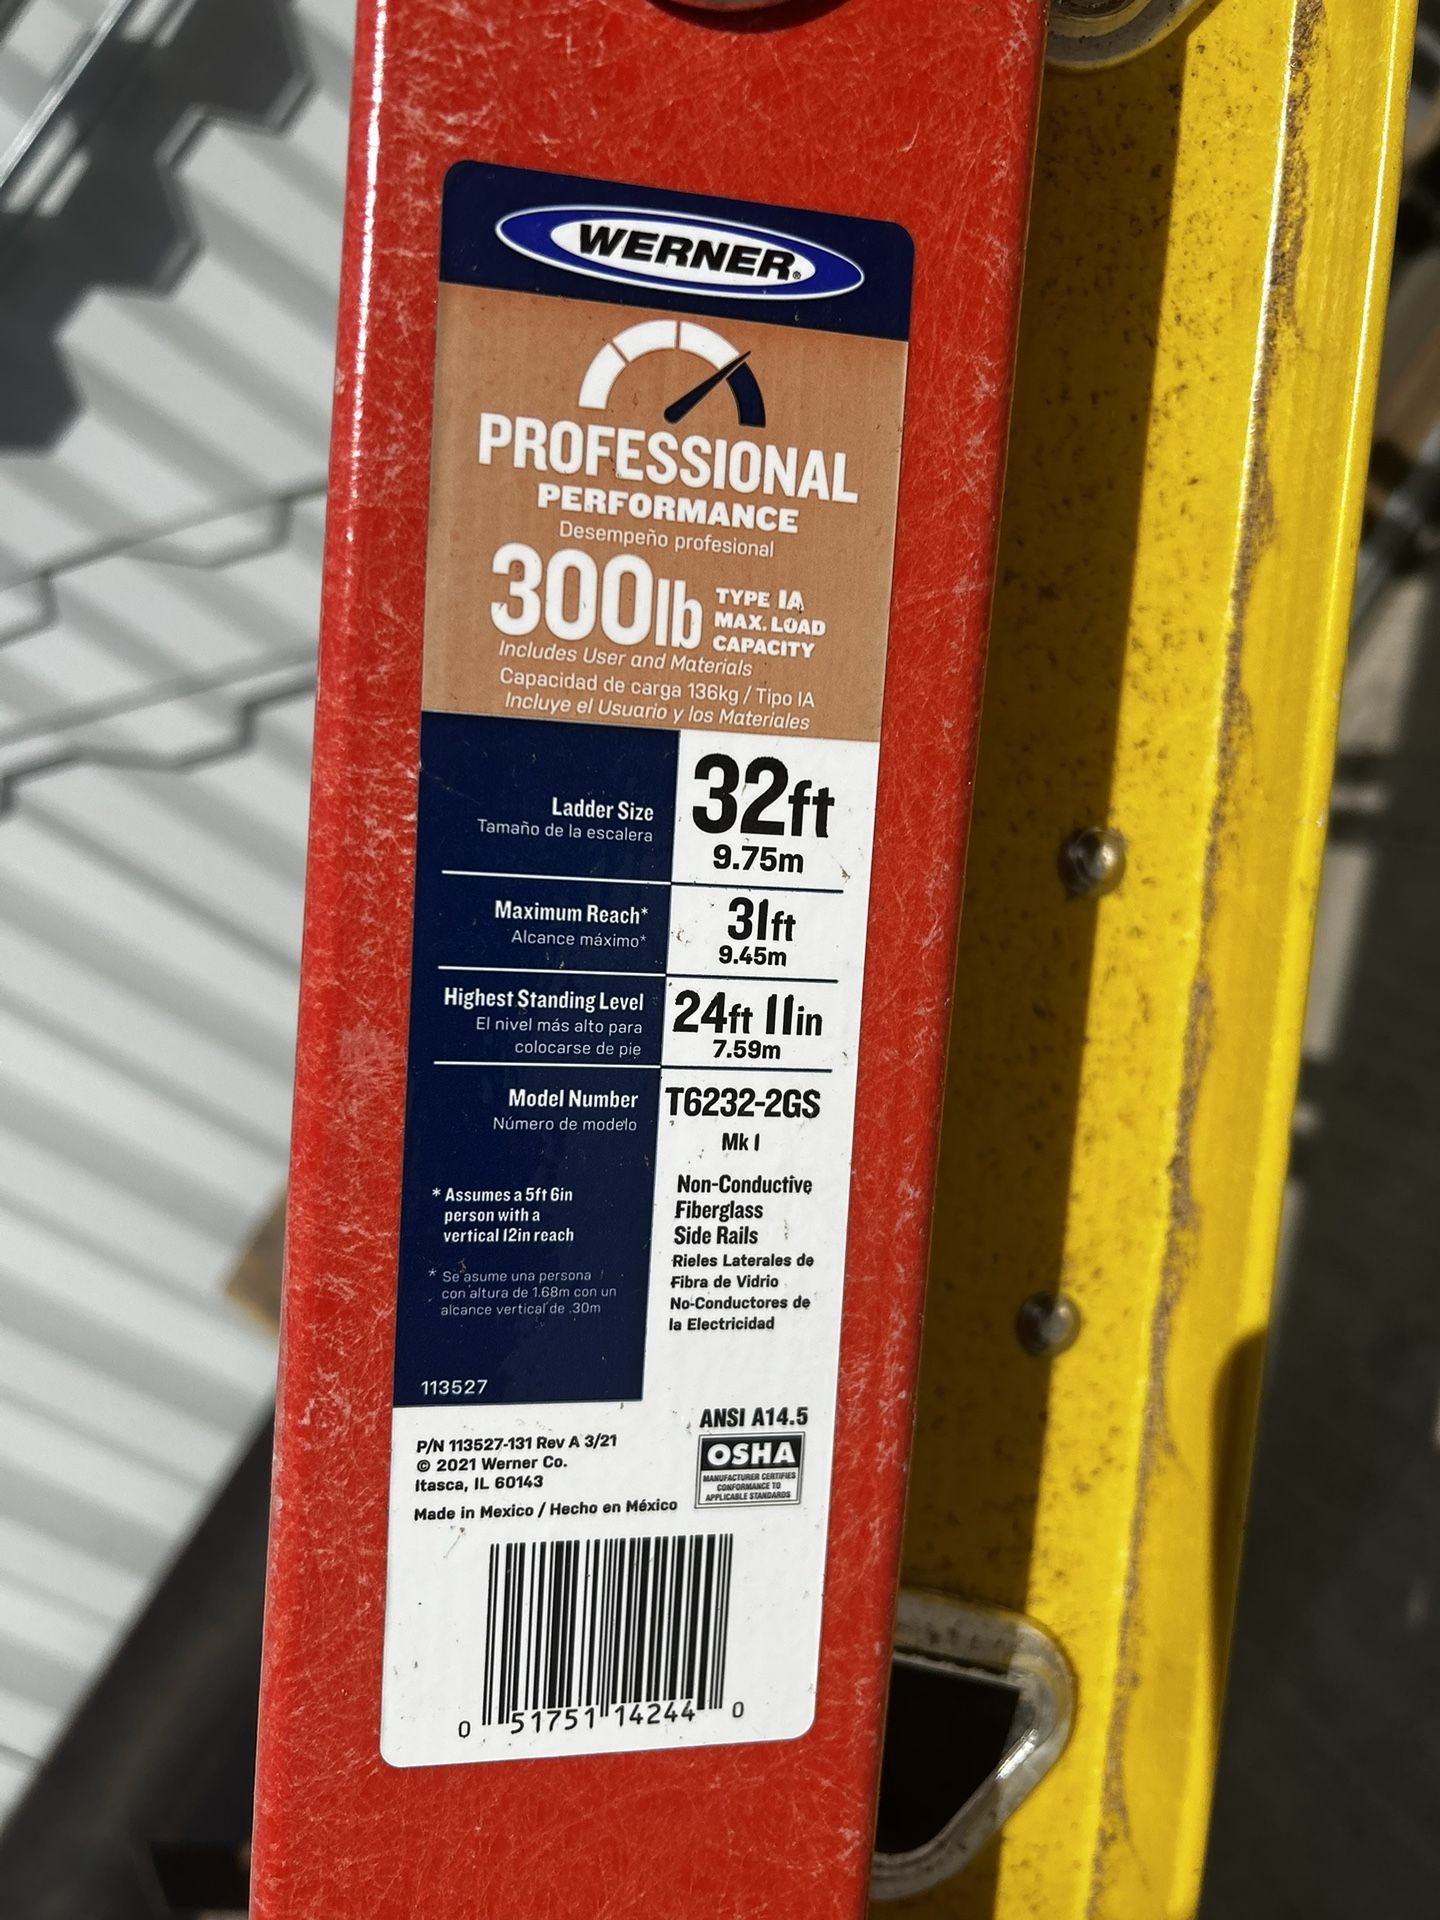 WERNER®
PROFESSIONAL
PERFORMANCE
Desempeño profesional
300lb TYPE IA MAX. LOAD CAPACITY
Includes User and Materials
Capacidad de carga 136kg / Tipo IA
Incluye el Usuario y los Materiales
Ladder Size 32ft
Tamaño de la escalera 9.75m
Maximum Reach* 31ft
Alcance máximo* 9.45m
Highest Standing Level 24ft 11in
El nivel más alto para
colocarse de pie 7.59m
Model Number T6232-2GS
Número de modelo Mk I
* Assumes a 5ft 6in
person with a
vertical 12in reach
* Se asume una persona
con altura de 1.68m con un
alcance vertical de .30m
113527
Non-Conductive
Fiberglass
Side Rails
Rieles Laterales de
Fibra de Vidrio
No-Conductores de
la Electricidad
P/N 113527-131 Rev A 3/21
© 2021 Werner Co.
Itasca, IL 60143
Made in Mexico / Hecho en México
ANSI A14.5
OSHA
MANUFACTURER CERTIFIES
CONFORMANCE TO
APPLICABLE STANDARDS
0 51751 14244 0